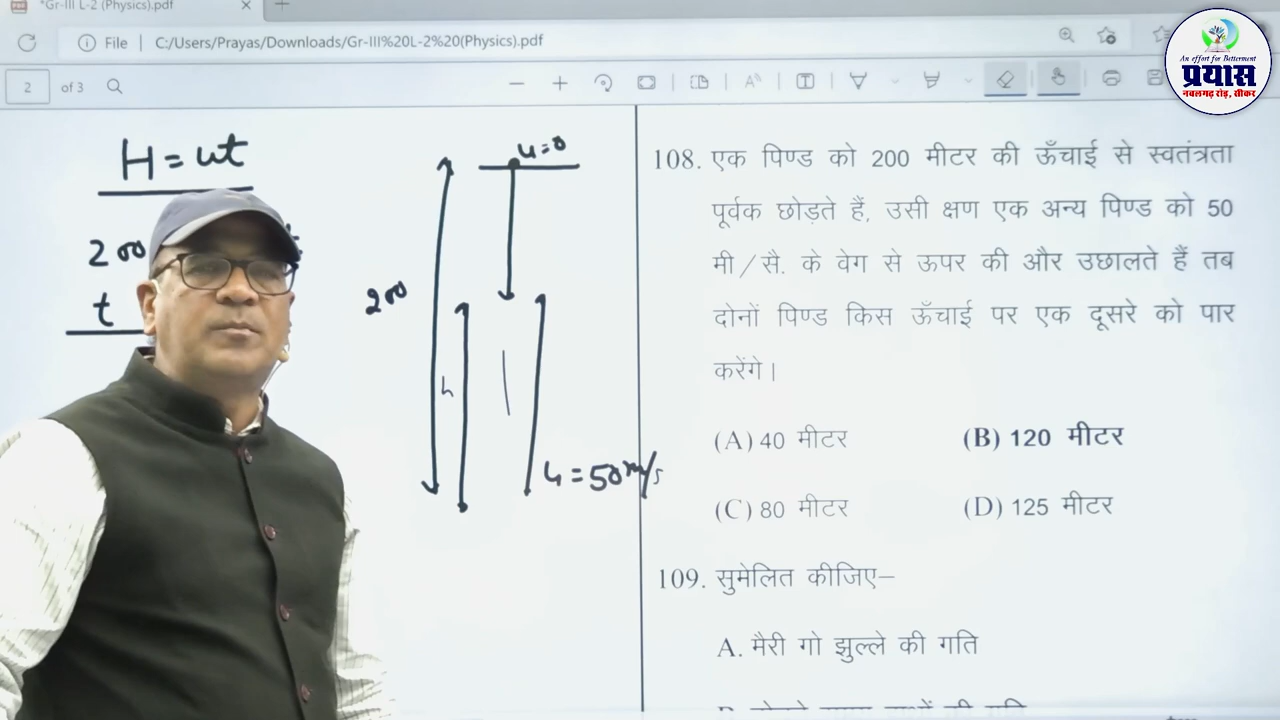 *Gr-III L-2 (Physics).pdf
File | C:/Users/Prayas/Downloads/Gr-III%20L-2%20(Physics).pdf
2 of 3
An effort for Betterment
प्रयास
नवलगढ़ रोड़, सीकर
H = ut
200
t
u=0
200
h
u = 50 m/s
108. एक पिण्ड को 200 मीटर की ऊँचाई से स्वतंत्रता
पूर्वक छोड़ते हैं, उसी क्षण एक अन्य पिण्ड को 50
मी/सै. के वेग से ऊपर की और उछालते हैं तब
दोनों पिण्ड किस ऊँचाई पर एक दूसरे को पार
करेंगे।
(A) 40 मीटर (B) 120 मीटर
(C) 80 मीटर (D) 125 मीटर
109. सुमेलित कीजिए–
A. मैरी गो झुल्ले की गति